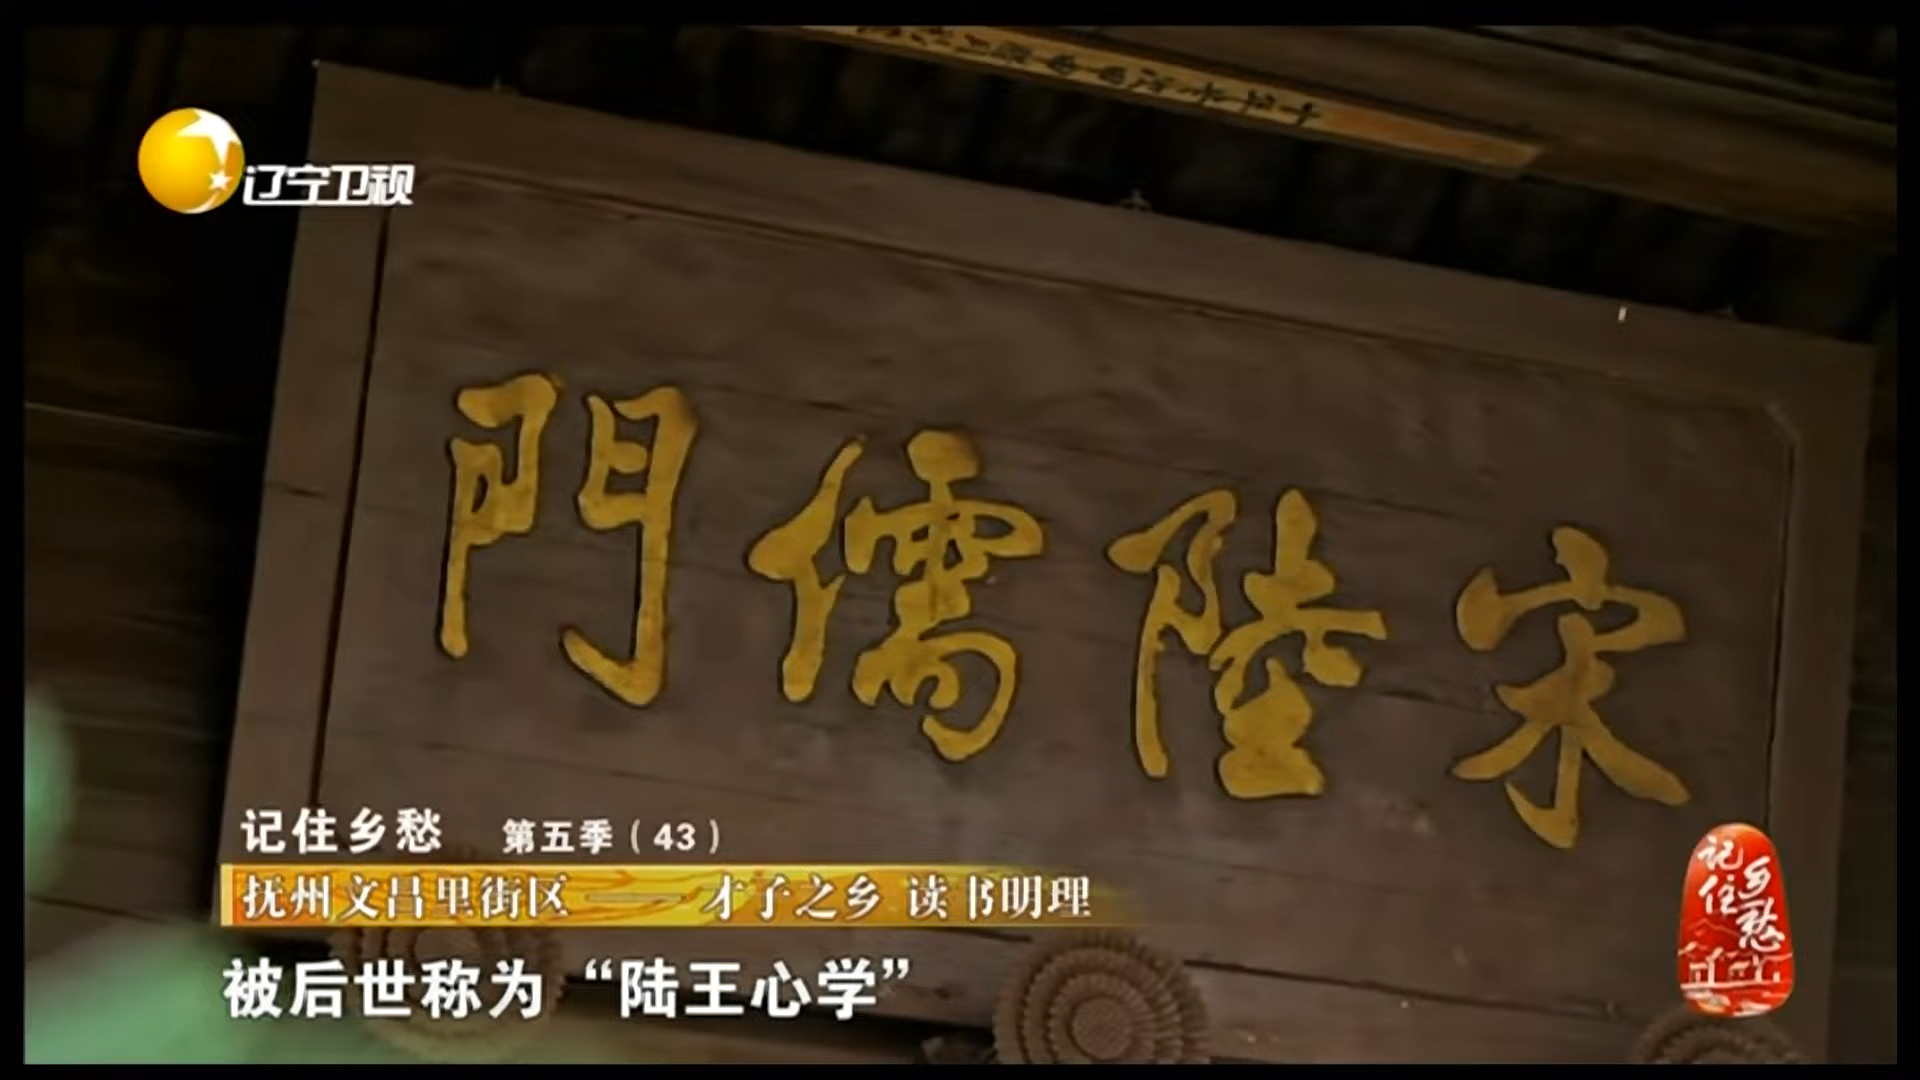 辽宁卫视
宋陸儒門
记住乡愁 第五季（43）
抚州文昌里街区——才子之乡 读书明理
被后世称为“陆王心学”
记住
乡愁